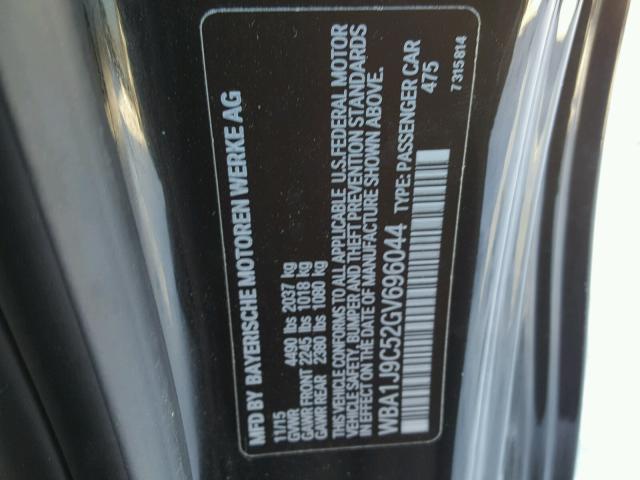 MFD BY BAYERISCHE MOTOREN WERKE AG
11/15
GVWR 4490 lbs 2037 kg
GAWR FRONT 2245 lbs 1018 kg
GAWR REAR 2380 lbs 1080 kg
THIS VEHICLE CONFORMS TO ALL APPLICABLE U.S.FEDERAL MOTOR
VEHICLE SAFETY, BUMPER AND THEFT PREVENTION STANDARDS
IN EFFECT ON THE DATE OF MANUFACTURE SHOWN ABOVE.
WBA1J9C52GV696044 TYPE: PASSENGER CAR
475
7 315 814